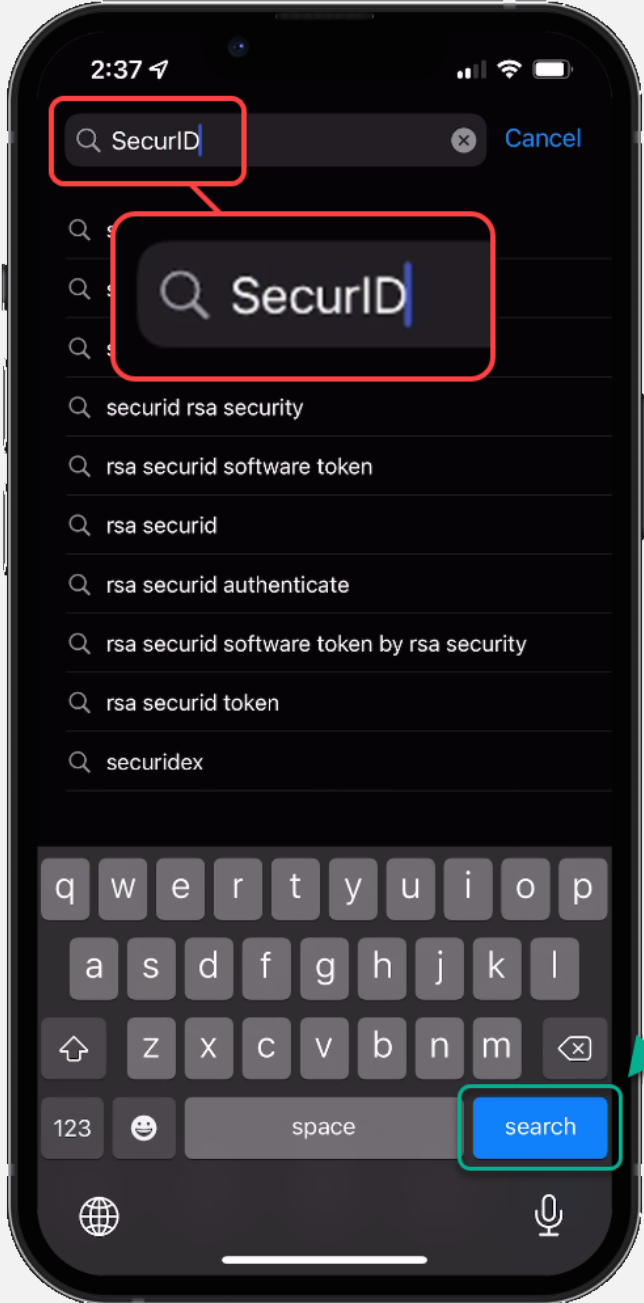 2:37
SecurID
Cancel
s
s
SecurID
s
securid rsa security
rsa securid software token
rsa securid
rsa securid authenticate
rsa securid software token by rsa security
rsa securid token
securidex
q w e r t y u i o p
a s d f g h j k l
z x c v b n m
123 space search